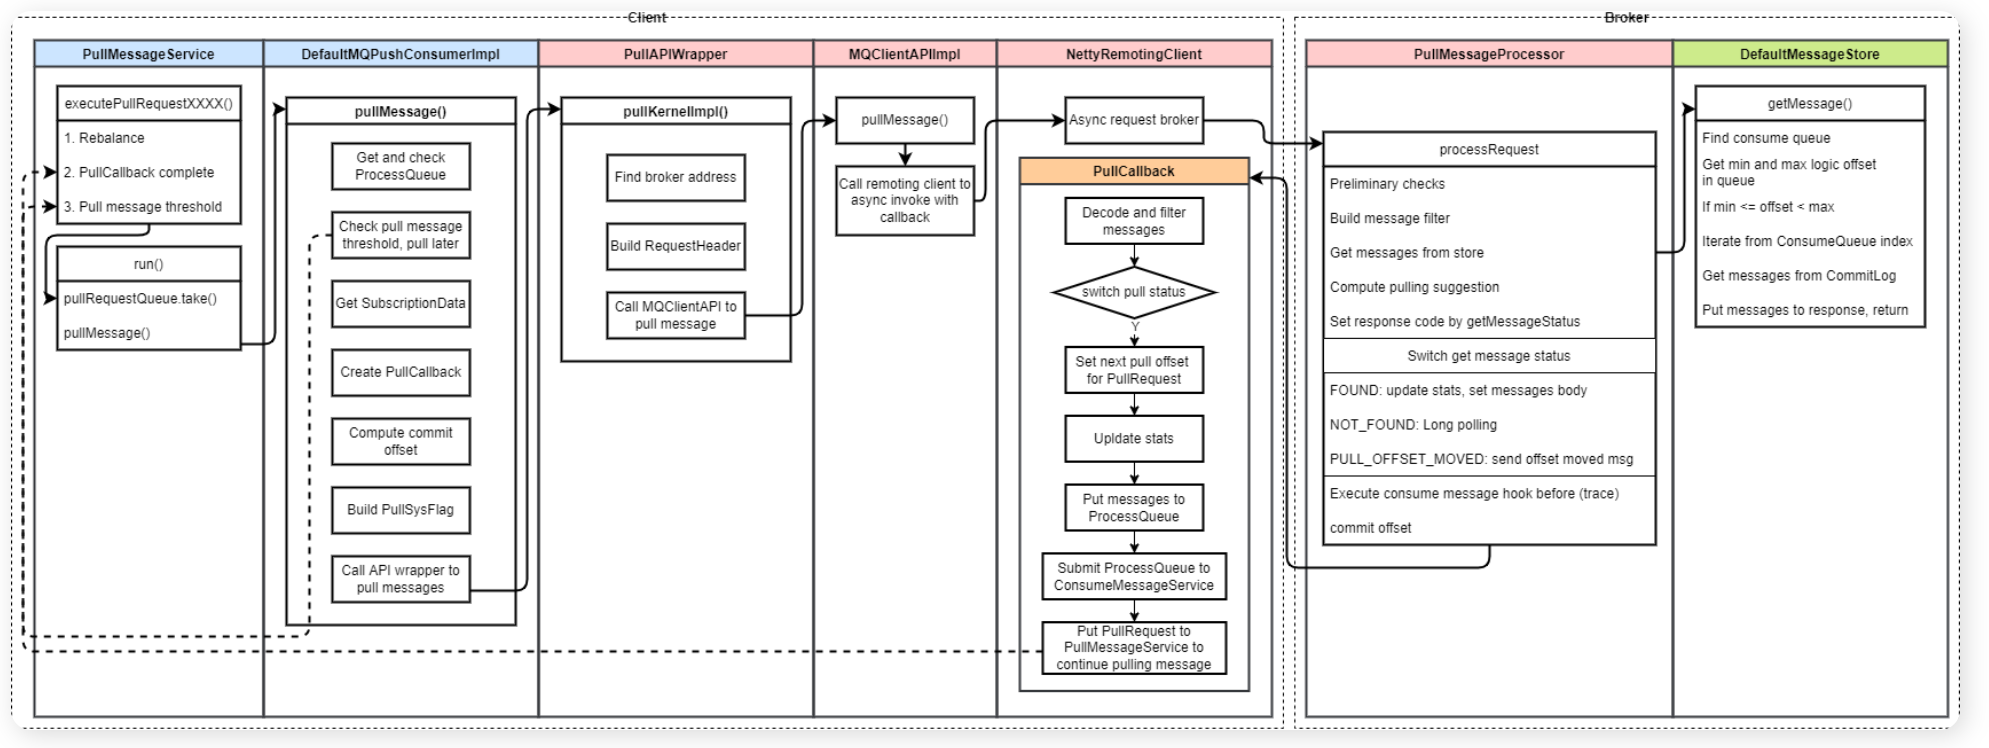 Client
Broker
PullMessageService
DefaultMQPushConsumerImpl
PullAPIWrapper
MQClientAPIImpl
NettyRemotingClient
PullMessageProcessor
DefaultMessageStore
executePullRequestXXXX()
1. Rebalance
2. PullCallback complete
3. Pull message threshold
run()
pullRequestQueue.take()
pullMessage()
pullMessage()
Get and check
ProcessQueue
Check pull message
threshold, pull later
Get SubscriptionData
Create PullCallback
Compute commit
offset
Build PullSysFlag
Call API wrapper to
pull messages
pullKernelImpl()
Find broker address
Build RequestHeader
Call MQClientAPI to
pull message
pullMessage()
Call remoting client to
async invoke with
callback
Async request broker
PullCallback
Decode and filter
messages
switch pull status
Y
Set next pull offset
for PullRequest
Upldate stats
Put messages to
ProcessQueue
Submit ProcessQueue to
ConsumeMessageService
Put PullRequest to
PullMessageService to
continue pulling message
processRequest
Preliminary checks
Build message filter
Get messages from store
Compute pulling suggestion
Set response code by getMessageStatus
Switch get message status
FOUND: update stats, set messages body
NOT_FOUND: Long polling
PULL_OFFSET_MOVED: send offset moved msg
Execute consume message hook before (trace)
commit offset
getMessage()
Find consume queue
Get min and max logic offset
in queue
If min <= offset < max
Iterate from ConsumeQueue index
Get messages from CommitLog
Put messages to response, return